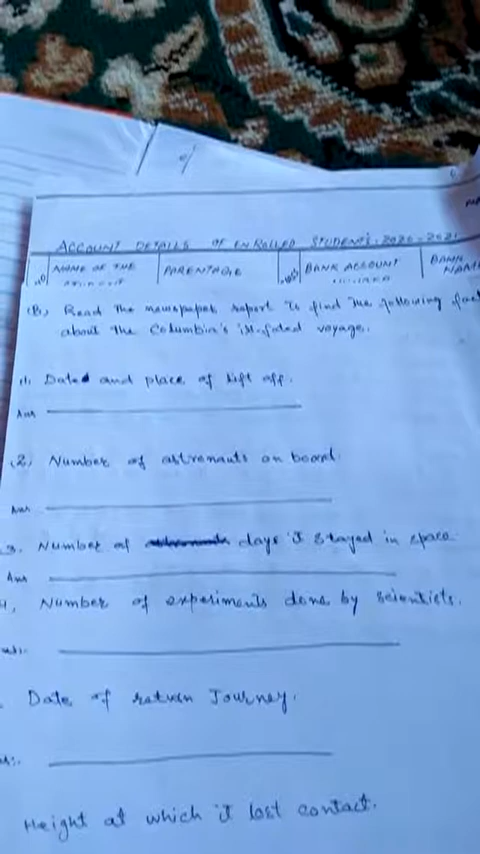 ACCOUNT DETAILS OF ENROLLED STUDENTS. 2020-2021
NAME OF THE PARENTAGE BANK ACCOUNT BANK NAME
(B). Read the newspaper report to find the following
about the Columbia's ill-fated voyage.
(1). Date and place of lift off.
Ans
(2). Number of astronauts on board.
Ans
3. Number of days it stayed in space.
Ans
4, Number of experiments done by scientists.
Date of return Journey.
Height at which it lost contact.